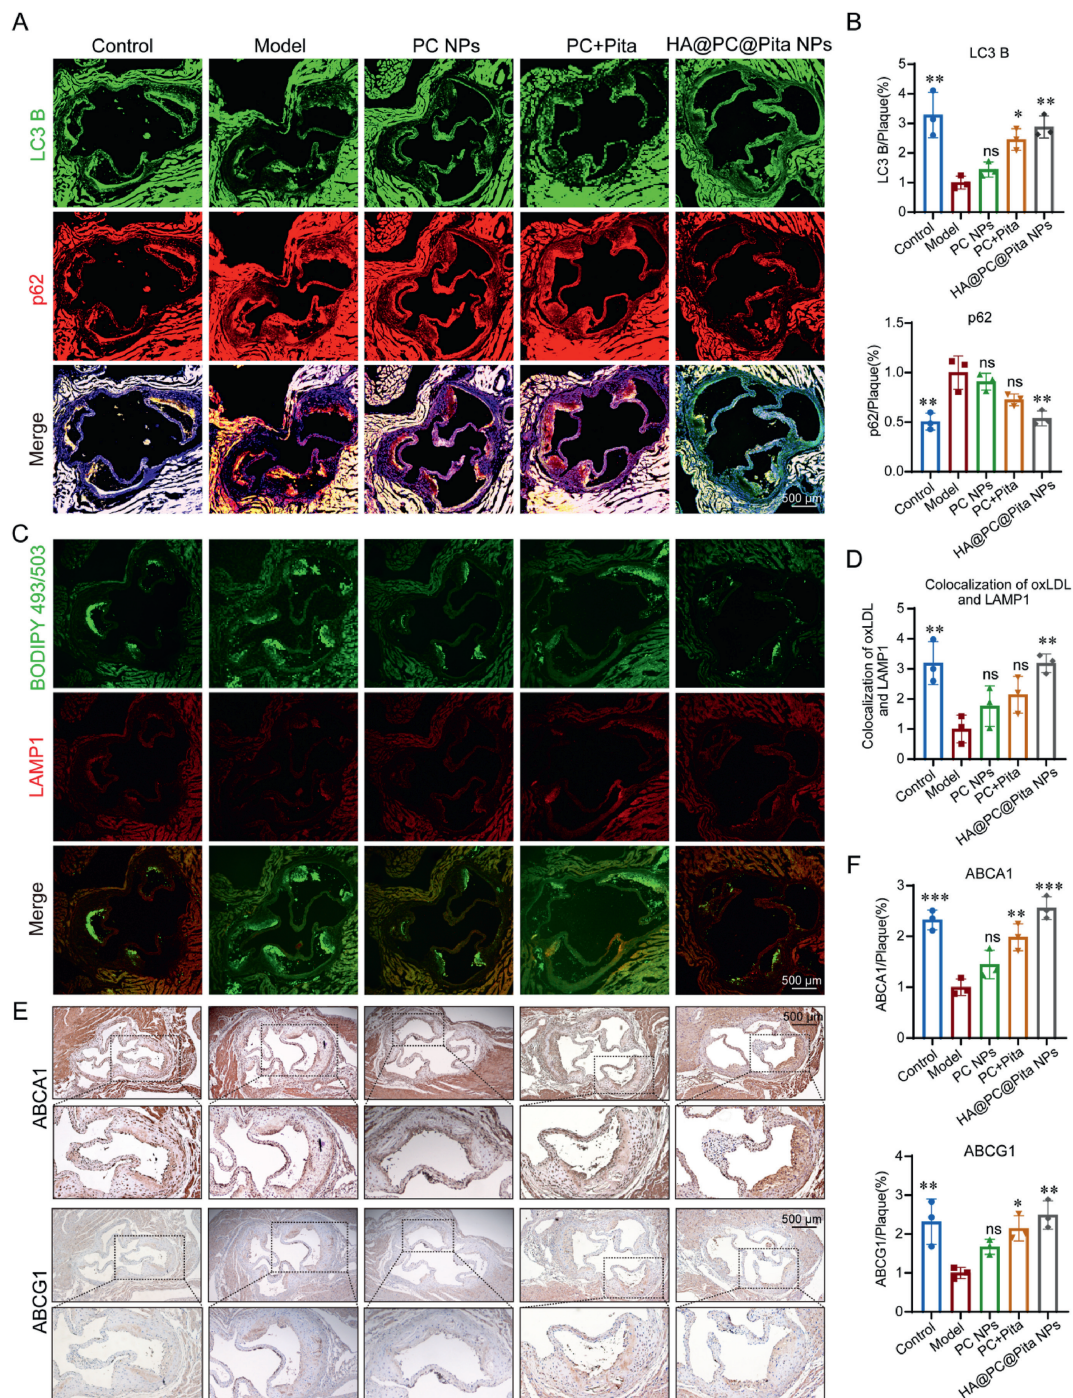 A
Control
Model
PC NPs
PC+Pita
HA@PC@Pita NPs
LC3 B
p62
Merge
500 μm
B
LC3 B
LC3 B/Plaque(%)
5
4
3
2
1
0
**
ns
*
**
Control
Model
PC NPs
PC+Pita
HA@PC@Pita NPs
p62
p62/Plaque(%)
1.5
1.0
0.5
0.0
**
ns
ns
**
Control
Model
PC NPs
PC+Pita
HA@PC@Pita NPs
C
BODIPY 493/503
LAMP1
Merge
500 μm
D
Colocalization of oxLDL
and LAMP1
Colocalization of oxLDL
and LAMP1
5
4
3
2
1
0
**
ns
ns
**
Control
Model
PC NPs
PC+Pita
HA@PC@Pita NPs
E
ABCA1
500 μm
ABCG1
500 μm
F
ABCA1
ABCA1/Plaque(%)
3
2
1
0
***
ns
**
***
Control
Model
PC NPs
PC+Pita
HA@PC@Pita NPs
ABCG1
ABCG1/Plaque(%)
4
3
2
1
0
**
ns
*
**
Control
Model
PC NPs
PC+Pita
HA@PC@Pita NPs